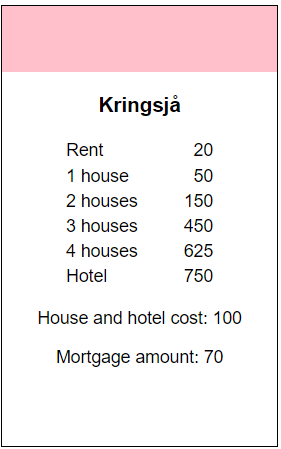 Kringsjå
Rent 20
1 house 50
2 houses 150
3 houses 450
4 houses 625
Hotel 750
House and hotel cost: 100
Mortgage amount: 70